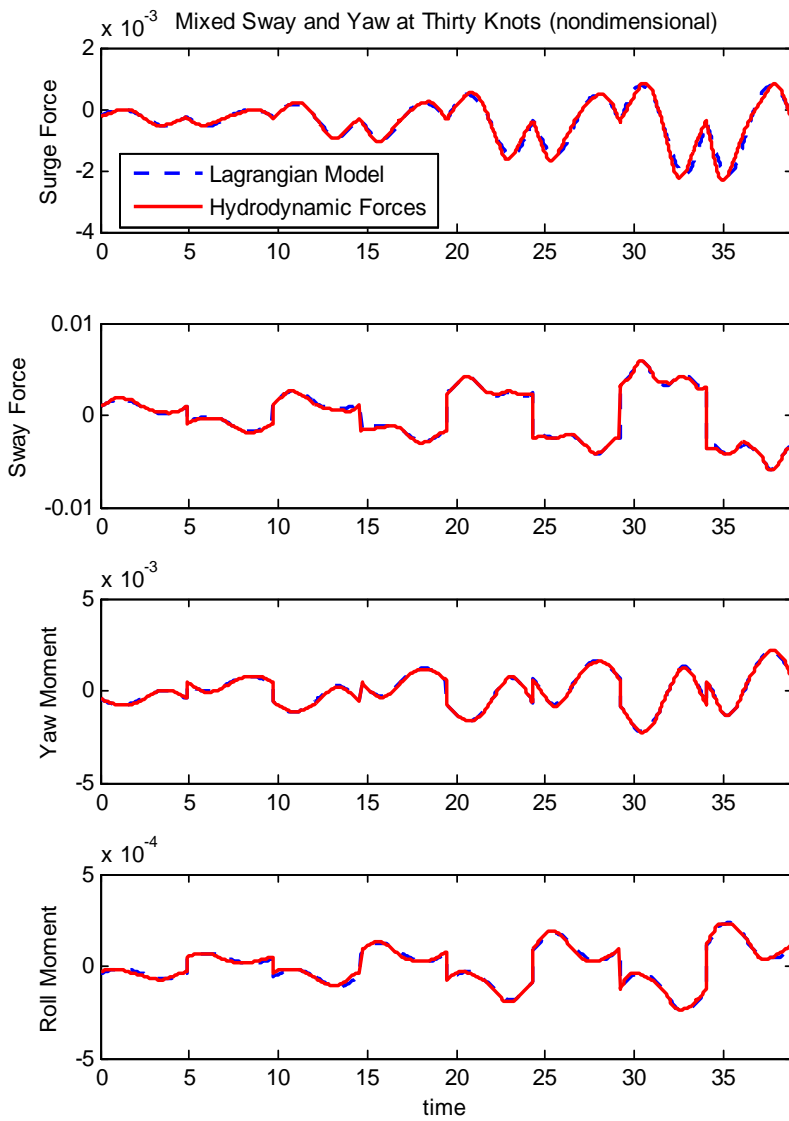 Mixed Sway and Yaw at Thirty Knots (nondimensional)
x 10-3
2
0
-2
-4
Surge Force
Lagrangian Model
Hydrodynamic Forces
0 5 10 15 20 25 30 35
0.01
0
-0.01
Sway Force
0 5 10 15 20 25 30 35
x 10-3
5
0
-5
Yaw Moment
0 5 10 15 20 25 30 35
x 10-4
5
0
-5
Roll Moment
0 5 10 15 20 25 30 35
time